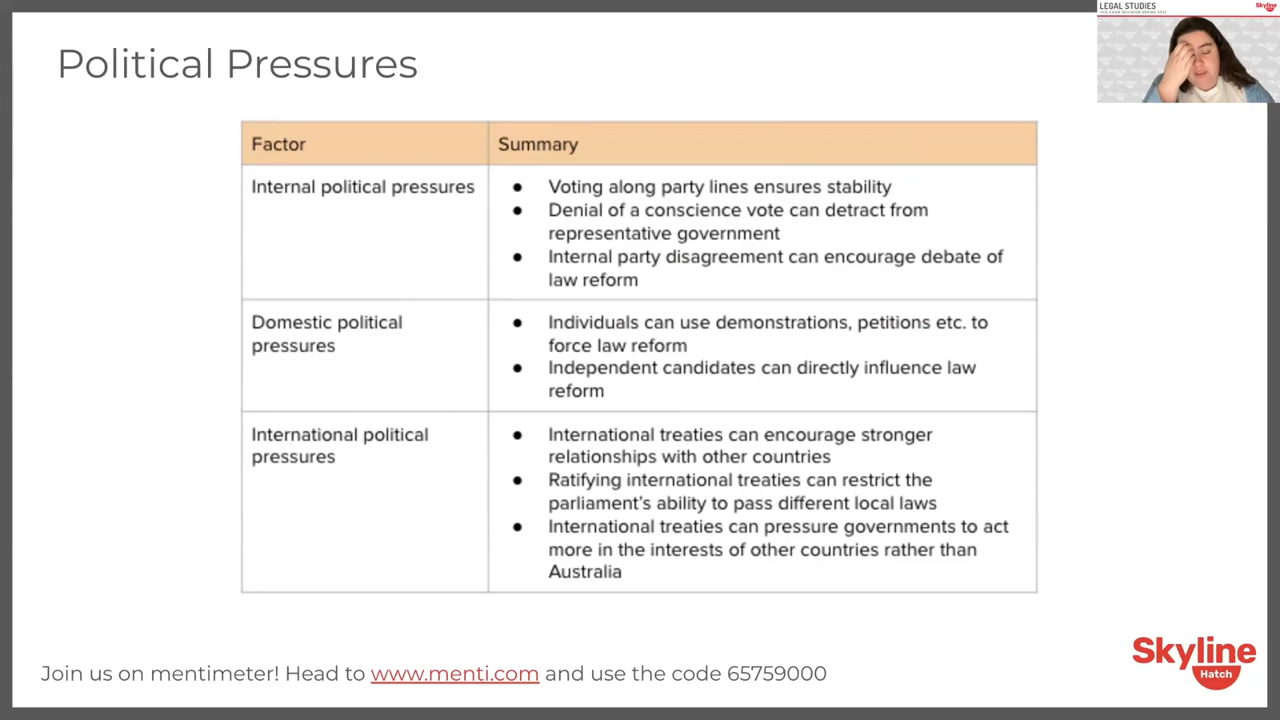 LEGAL STUDIES
Skyline
Political Pressures
Factor
Summary
Internal political pressures
● Voting along party lines ensures stability
● Denial of a conscience vote can detract from
representative government
● Internal party disagreement can encourage debate of
law reform
Domestic political
pressures
● Individuals can use demonstrations, petitions etc. to
force law reform
● Independent candidates can directly influence law
reform
International political
pressures
● International treaties can encourage stronger
relationships with other countries
● Ratifying international treaties can restrict the
parliament’s ability to pass different local laws
● International treaties can pressure governments to act
more in the interests of other countries rather than
Australia
Join us on mentimeter! Head to www.menti.com and use the code 65759000
Skyline
Hatch